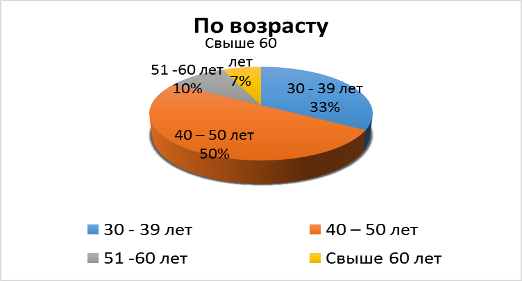 По возрасту
Свыше 60
лет
7%
51 -60 лет
10%
30 - 39 лет
33%
40 – 50 лет
50%
30 - 39 лет
40 – 50 лет
51 -60 лет
Свыше 60 лет